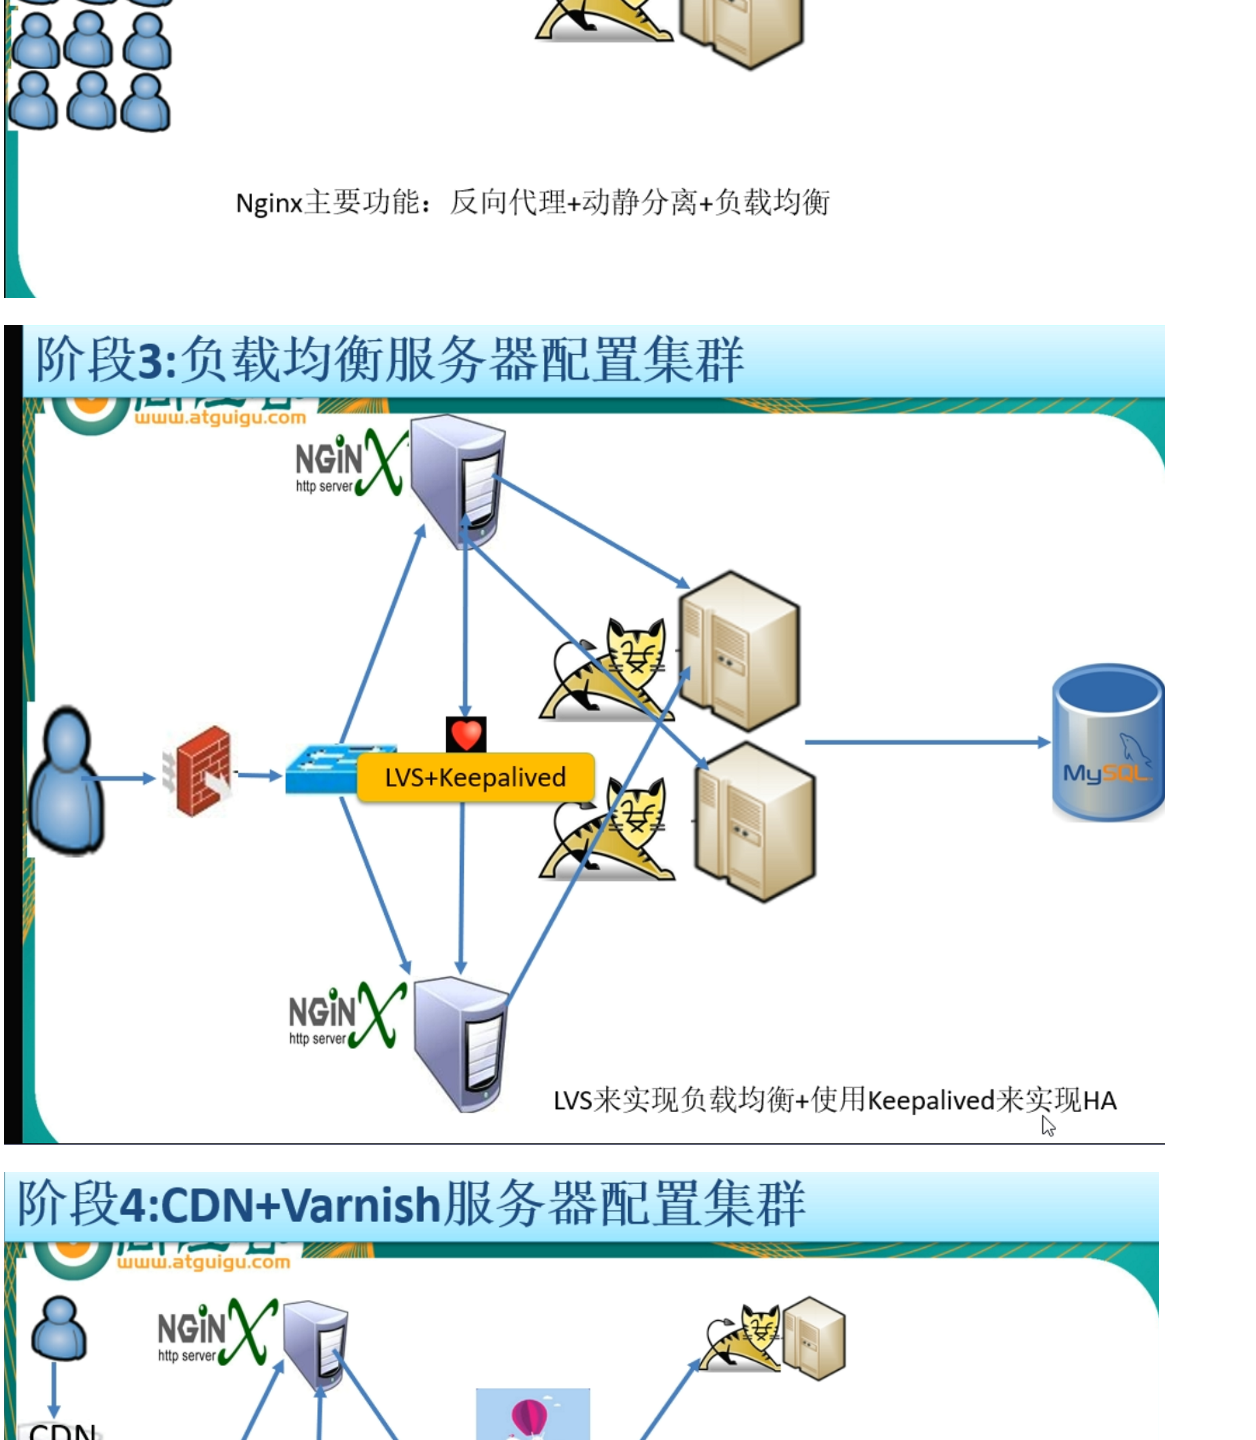 Nginx主要功能：反向代理+动静分离+负载均衡
阶段3:负载均衡服务器配置集群
www.atguigu.com
NGiNX
http server
LVS+Keepalived
MySQL
NGiNX
http server
LVS来实现负载均衡+使用Keepalived来实现HA
阶段4:CDN+Varnish服务器配置集群
www.atguigu.com
NGiNX
http server
CDN